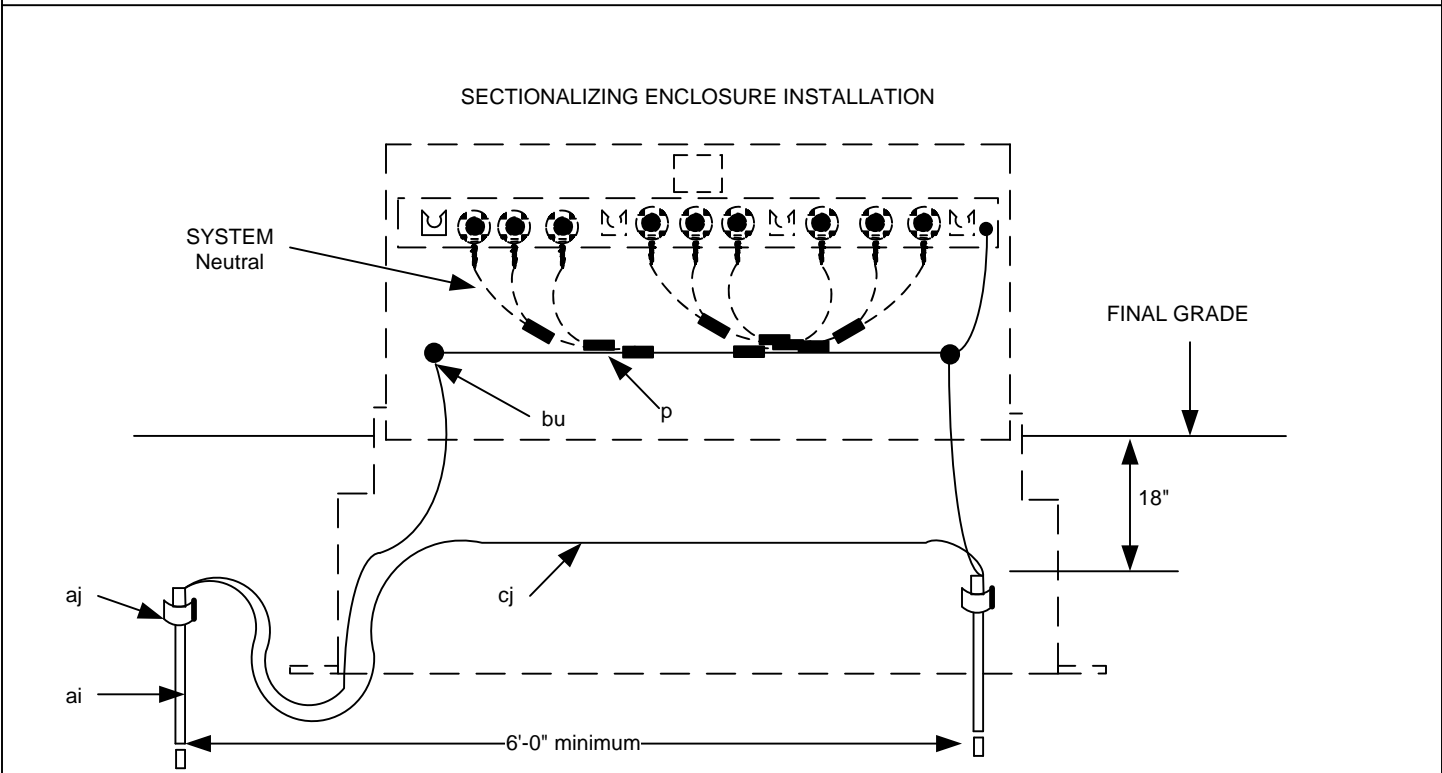 SECTIONALIZING ENCLOSURE INSTALLATION
SYSTEM
Neutral
FINAL GRADE
bu
p
18"
aj
cj
ai
6'-0" minimum